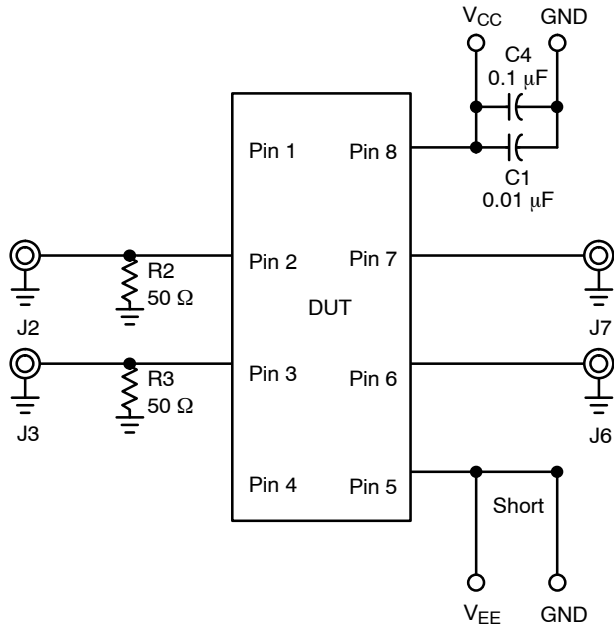 VCC GND
C4
0.1 μF
C1
0.01 μF
Pin 1 Pin 8
Pin 2 Pin 7
R2
50 Ω
DUT
J2 J7
Pin 3 Pin 6
R3
50 Ω
J3 J6
Pin 4 Pin 5
Short
VEE GND